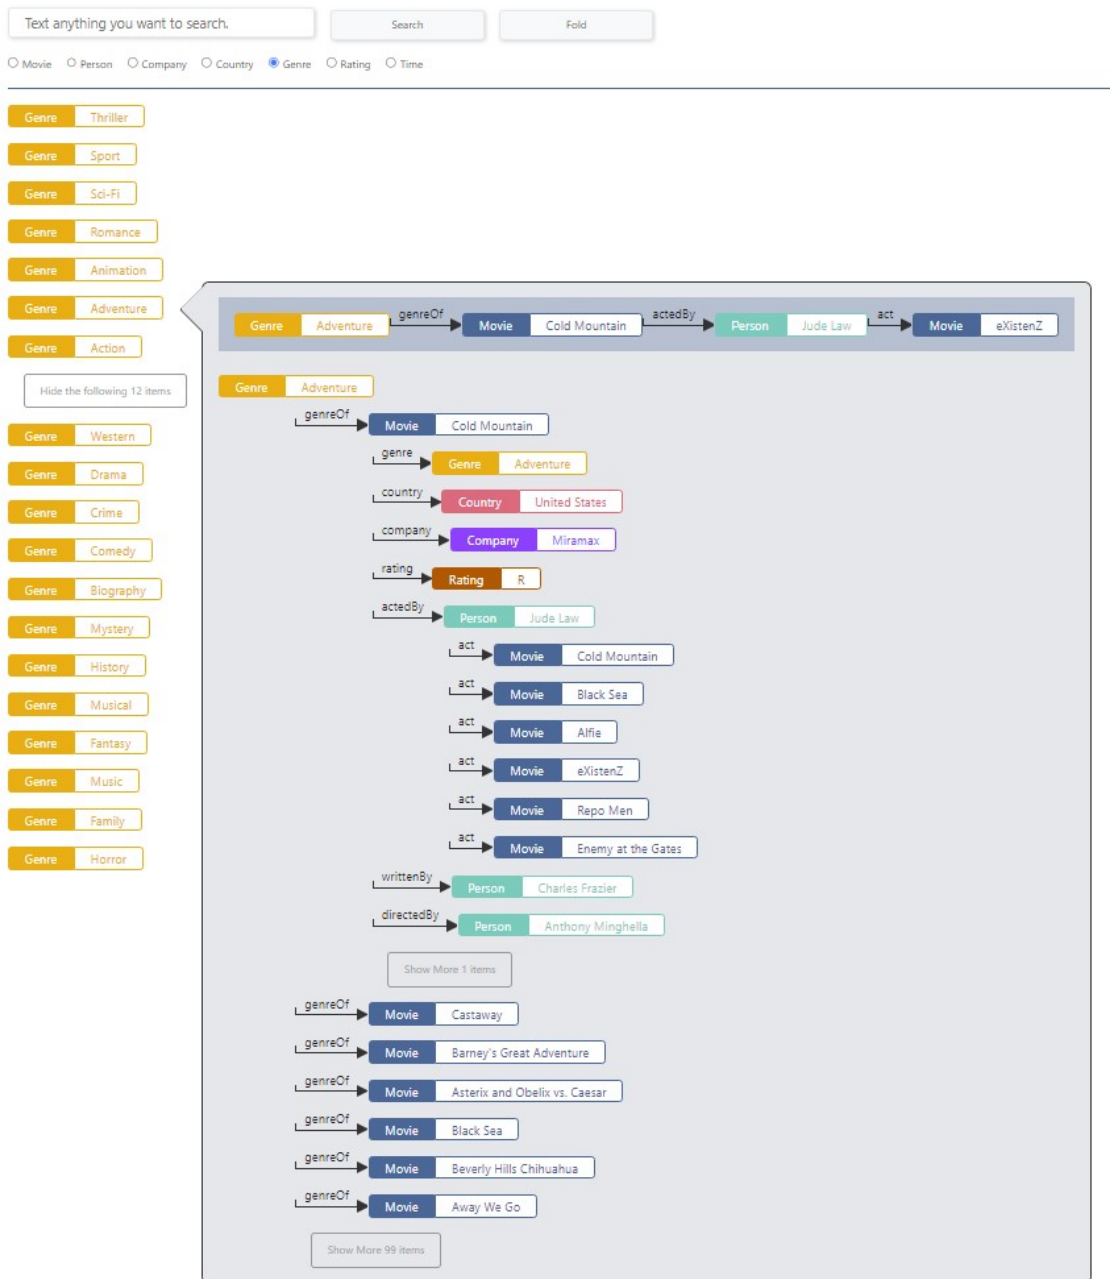 Text anything you want to search. Search Fold
Movie Person Company Country Genre Rating Time
Genre Thriller
Genre Sport
Genre Sci-Fi
Genre Romance
Genre Animation
Genre Adventure
Genre Action
Hide the following 12 items
Genre Western
Genre Drama
Genre Crime
Genre Comedy
Genre Biography
Genre Mystery
Genre History
Genre Musical
Genre Fantasy
Genre Music
Genre Family
Genre Horror
Genre Adventure genreOf Movie Cold Mountain actedBy Person Jude Law act Movie eXistenZ
Genre Adventure
genreOf Movie Cold Mountain
genre Genre Adventure
country Country United States
company Company Miramax
rating Rating R
actedBy Person Jude Law
act Movie Cold Mountain
act Movie Black Sea
act Movie Alfie
act Movie eXistenZ
act Movie Repo Men
act Movie Enemy at the Gates
writtenBy Person Charles Frazier
directedBy Person Anthony Minghella
Show More 1 items
genreOf Movie Castaway
genreOf Movie Barney's Great Adventure
genreOf Movie Asterix and Obelix vs. Caesar
genreOf Movie Black Sea
genreOf Movie Beverly Hills Chihuahua
genreOf Movie Away We Go
Show More 99 items